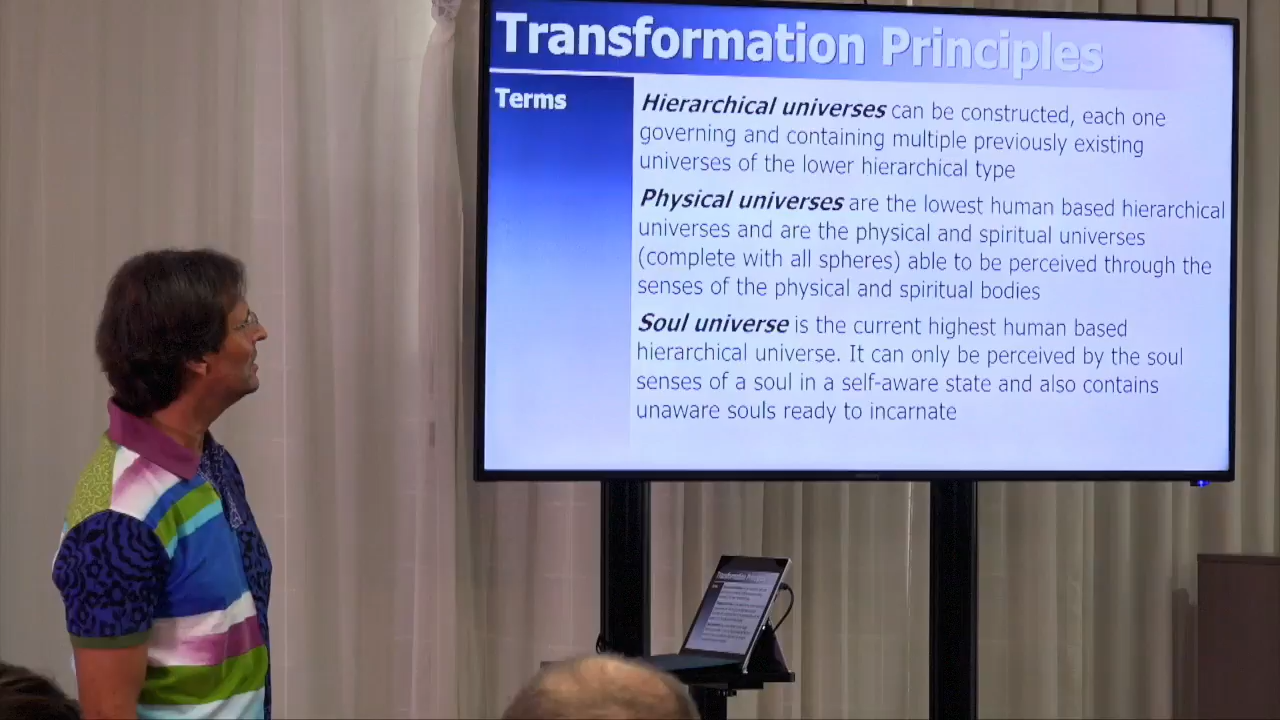 Transformation Principles
Terms
Hierarchical universes can be constructed, each one
governing and containing multiple previously existing
universes of the lower hierarchical type
Physical universes are the lowest human based hierarchical
universes and are the physical and spiritual universes
(complete with all spheres) able to be perceived through the
senses of the physical and spiritual bodies
Soul universe is the current highest human based
hierarchical universe. It can only be perceived by the soul
senses of a soul in a self-aware state and also contains
unaware souls ready to incarnate